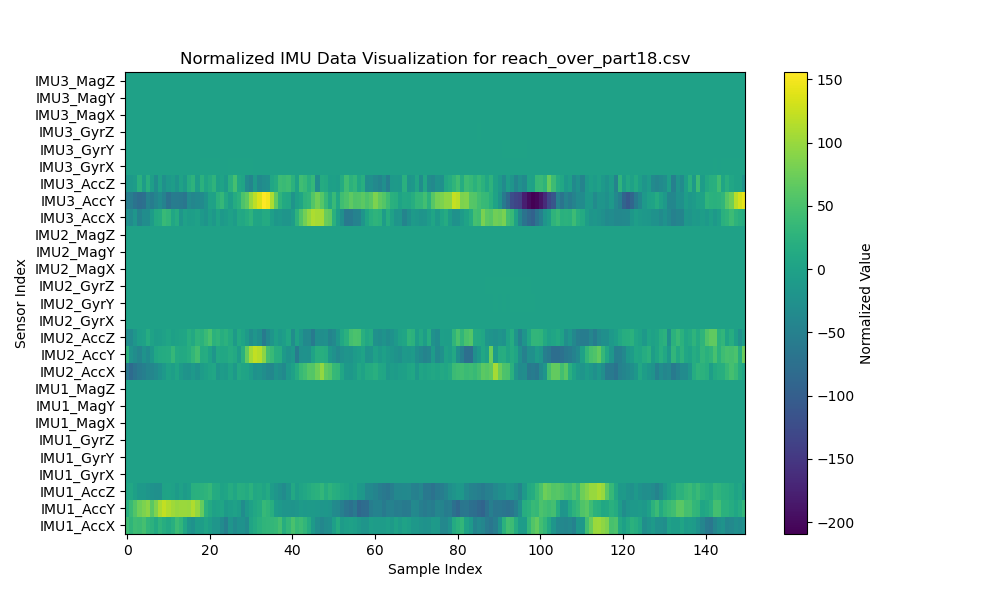 Normalized IMU Data Visualization for reach_over_part18.csv
IMU3_MagZ
IMU3_MagY
IMU3_MagX
IMU3_GyrZ
IMU3_GyrY
IMU3_GyrX
IMU3_AccZ
IMU3_AccY
IMU3_AccX
IMU2_MagZ
IMU2_MagY
IMU2_MagX
IMU2_GyrZ
IMU2_GyrY
IMU2_GyrX
IMU2_AccZ
IMU2_AccY
IMU2_AccX
IMU1_MagZ
IMU1_MagY
IMU1_MagX
IMU1_GyrZ
IMU1_GyrY
IMU1_GyrX
IMU1_AccZ
IMU1_AccY
IMU1_AccX
Sensor Index
0 20 40 60 80 100 120 140
Sample Index
150
100
50
0
−50
−100
−150
−200
Normalized Value